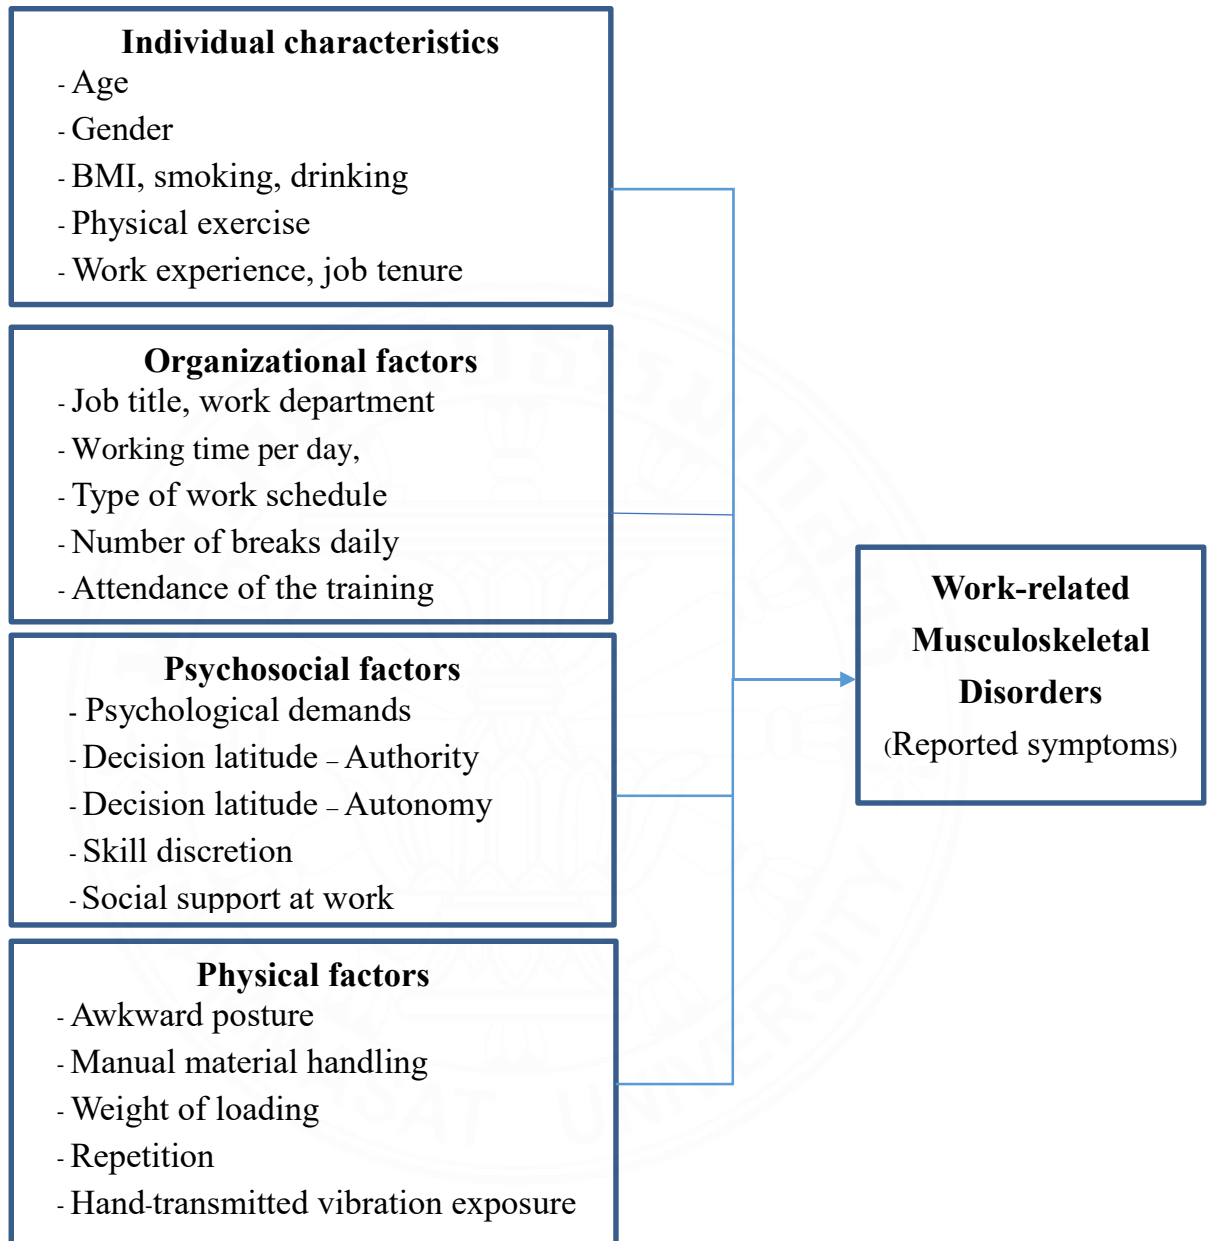 Individual characteristics
- Age
- Gender
- BMI, smoking, drinking
- Physical exercise
- Work experience, job tenure
Organizational factors
- Job title, work department
- Working time per day,
- Type of work schedule
- Number of breaks daily
- Attendance of the training
Psychosocial factors
- Psychological demands
- Decision latitude – Authority
- Decision latitude – Autonomy
- Skill discretion
- Social support at work
Physical factors
- Awkward posture
- Manual material handling
- Weight of loading
- Repetition
- Hand-transmitted vibration exposure
Work-related
Musculoskeletal
Disorders
(Reported symptoms)